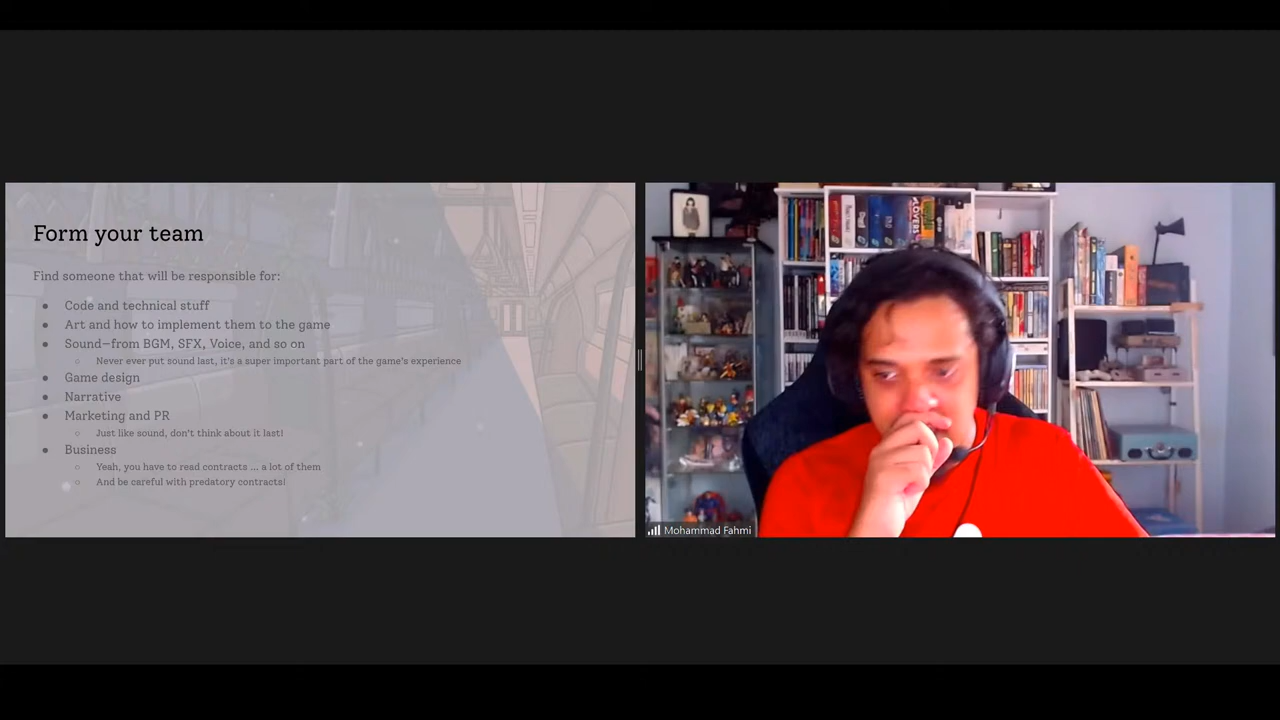 Form your team
Find someone that will be responsible for:
● Code and technical stuff
● Art and how to implement them to the game
● Sound—from BGM, SFX, Voice, and so on
○ Never ever put sound last, it's a super important part of the game's experience
● Game design
● Narrative
● Marketing and PR
○ Just like sound, don't think about it last!
● Business
○ Yeah, you have to read contracts ... a lot of them
○ And be careful with predatory contracts!
Mohammad Fahmi